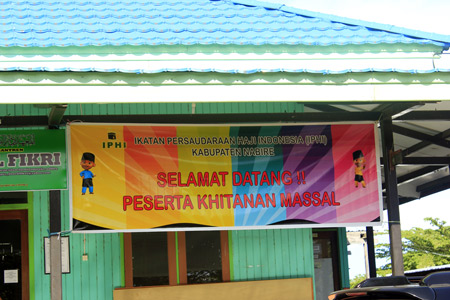 IPHI
IKATAN PERSAUDARAAN HAJI INDONESIA (IPHI)
KABUPATEN NABIRE
SELAMAT DATANG !!
PESERTA KHITANAN MASSAL
FIKRI